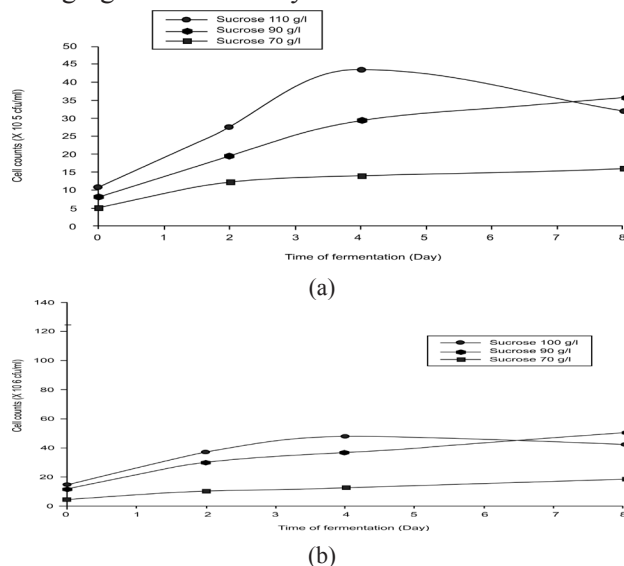 Sucrose 110 g/l
Sucrose 90 g/l
Sucrose 70 g/l
50
45
40
35
30
25
20
15
10
5
0
Cell counts (X 10 5 cfu/ml)
0 1 2 3 4 5 6 7 8
Time of fermentation (Day)
(a)
140
120
100
80
60
40
20
0
Cell counts (X 10 6 cfu/ml)
Sucrose 100 g/l
Sucrose 90 g/l
Sucrose 70 g/l
0 1 2 3 4 5 6 7 8
Time of fermentation (Day)
(b)